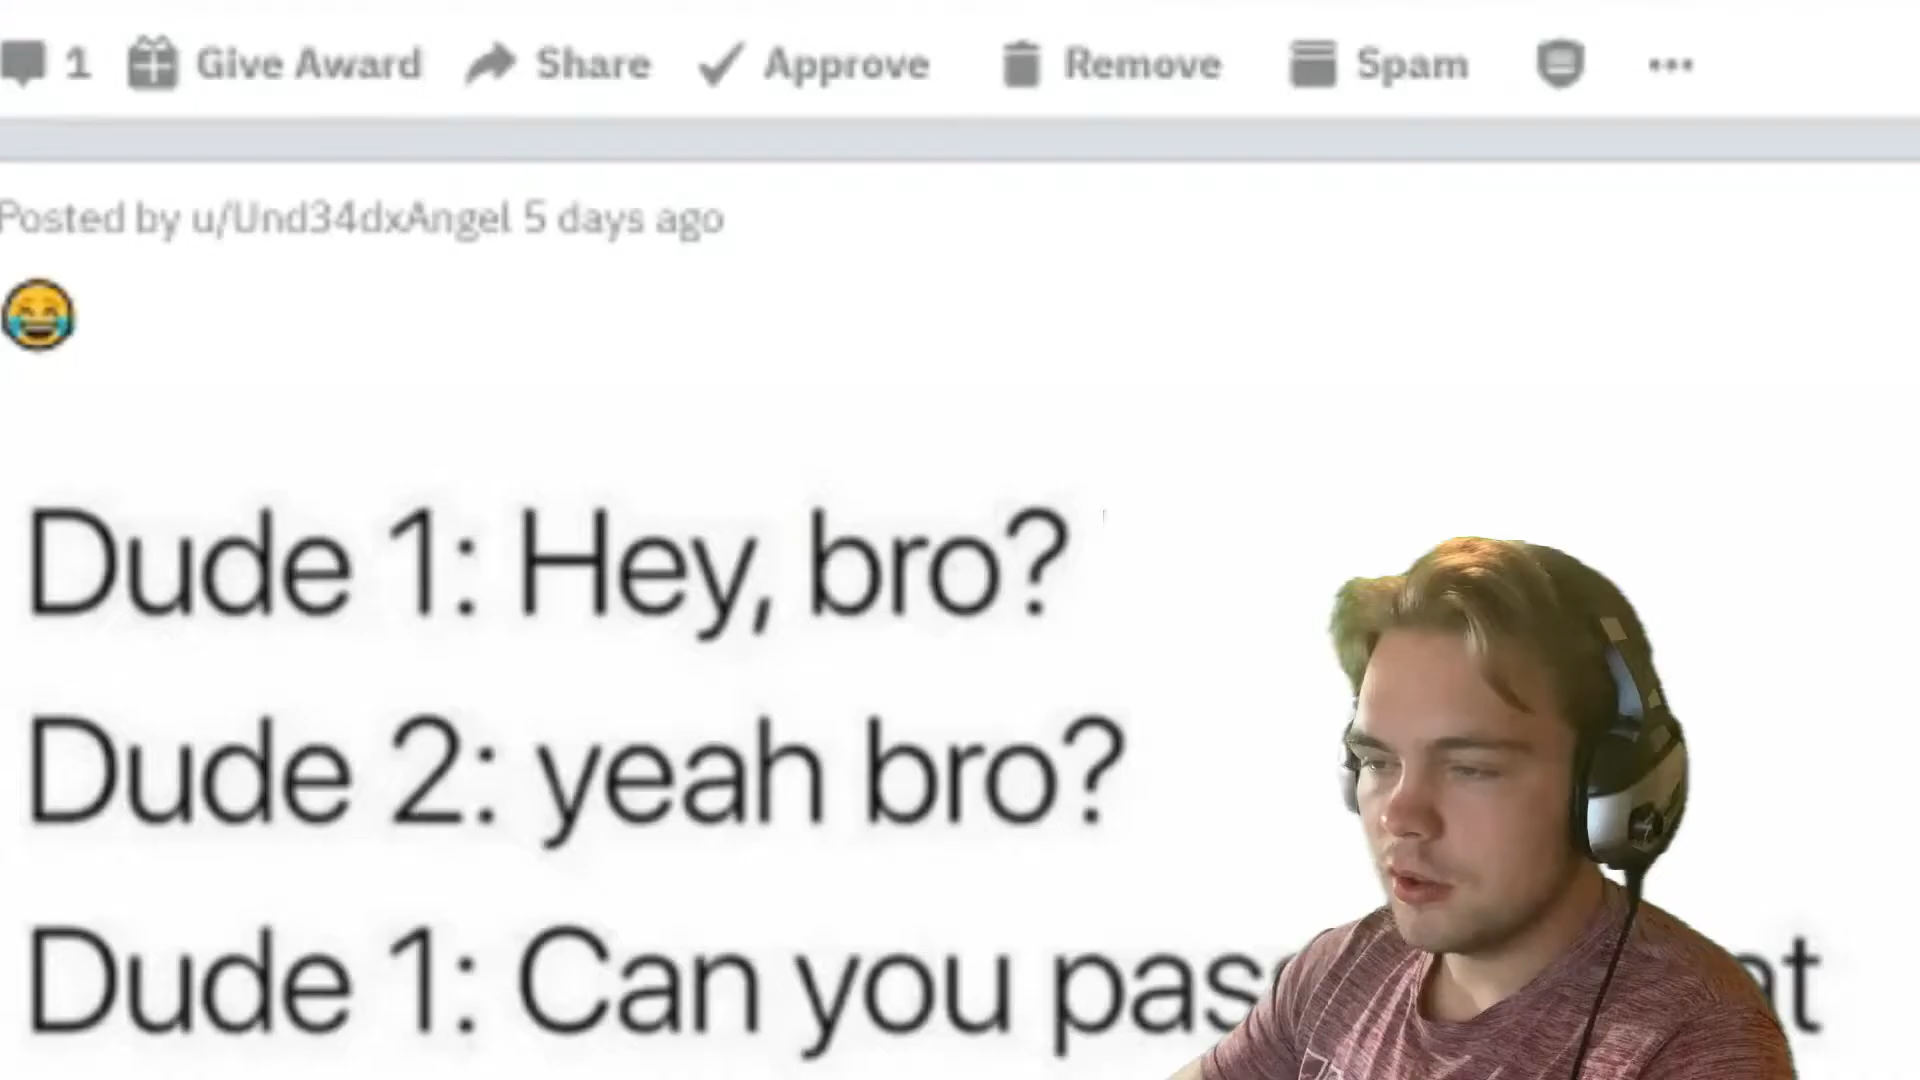 1 Give Award Share Approve Remove Spam
Posted by u/Und34dxAngel 5 days ago
Dude 1: Hey, bro?
Dude 2: yeah bro?
Dude 1: Can you